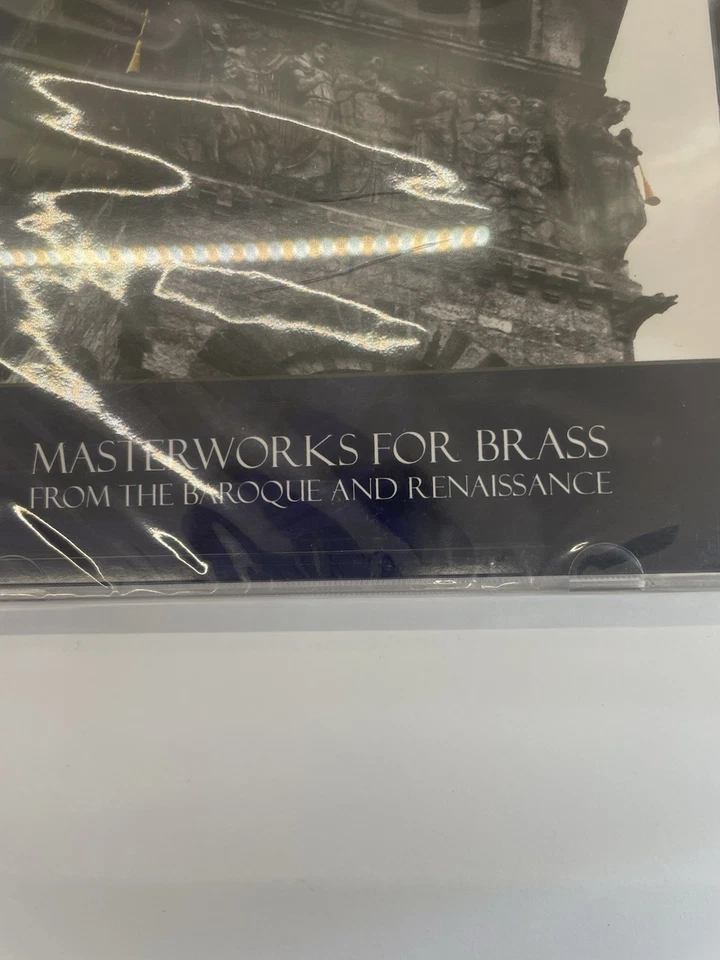 MASTERWORKS FOR BRASS
FROM THE BAROQUE AND RENAISSANCE